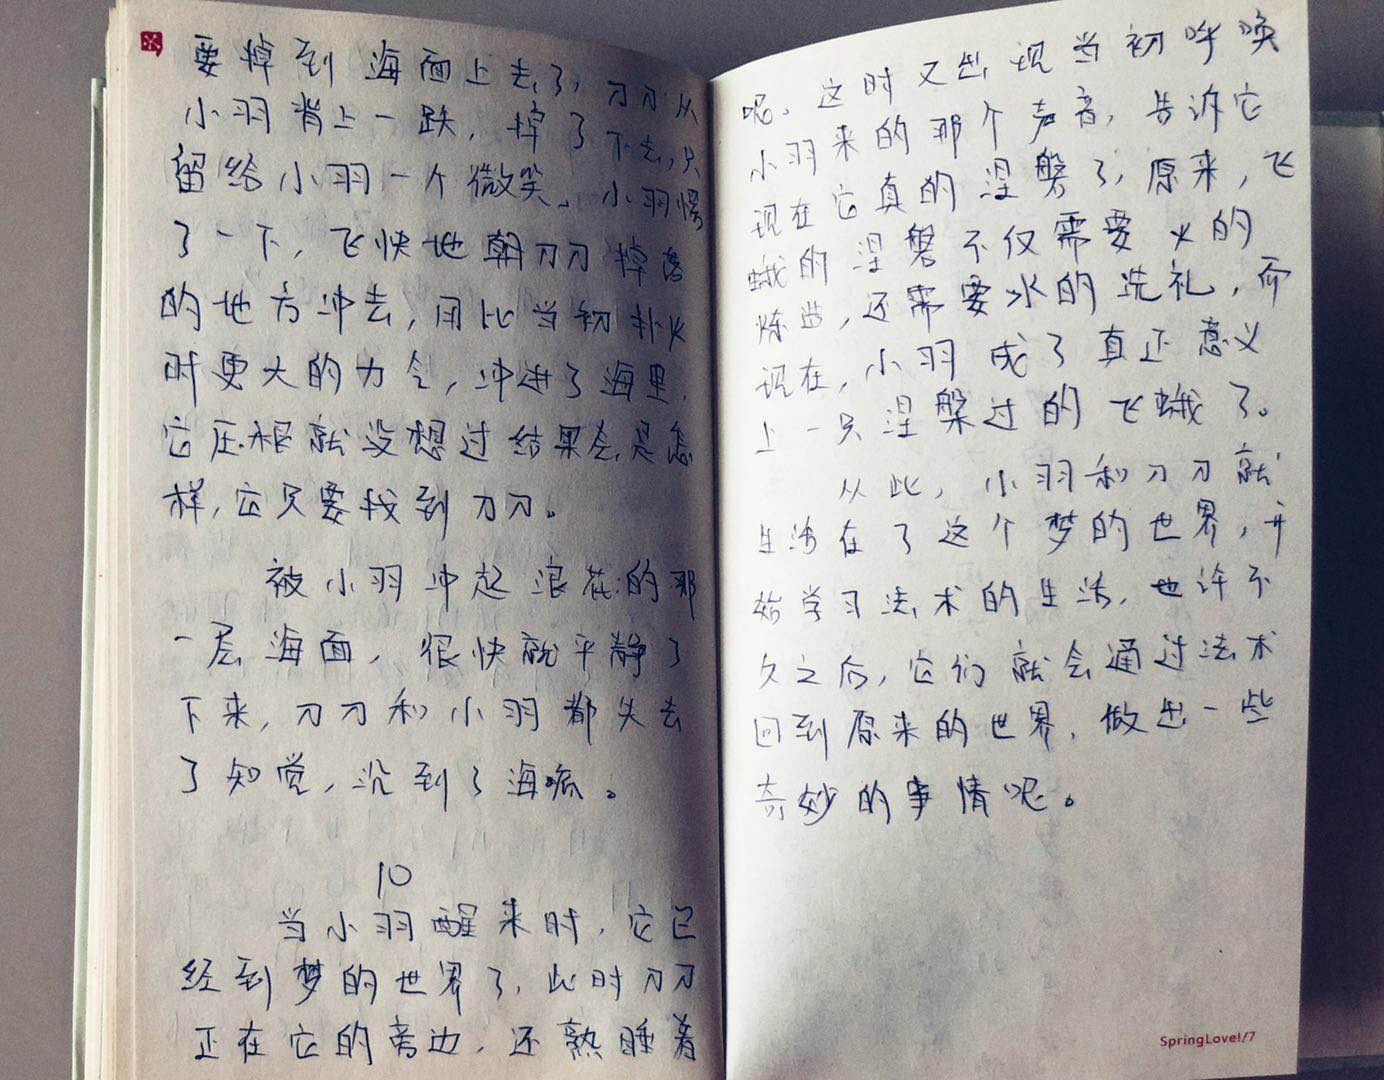 要掉到海面上去了，刀刀从
小羽背上一跌，掉了下去，只
留给小羽一个微笑。小羽愣
了一下，飞快地朝刀刀掉落
的地方冲去，用比当初扑火
时更大的力气，冲进了海里，
它压根就没想过结果会是怎
样，它只要找到刀刀。
被小羽冲起浪花的那
一层海面，很快就平静了
下来，刀刀和小羽都失去
了知觉，沉到了海底。
10
当小羽醒来时，它已
经到梦的世界了，此时刀刀
正在它的旁边，还熟睡着
呢。这时又出现当初呼唤
小羽来的那个声音，告诉它
现在它真的涅磐了，原来，飞
蛾的涅磐不仅需要火的
炼造，还需要水的洗礼，而
现在，小羽成了真正意义
上一只涅槃过的飞蛾了。
从此，小羽和刀刀就
生活在了这个梦的世界，开
始学习法术的生活，也许不
久之后，它们就会通过法术
回到原来的世界，做出一些
奇妙的事情呢。
SpringLove!/7